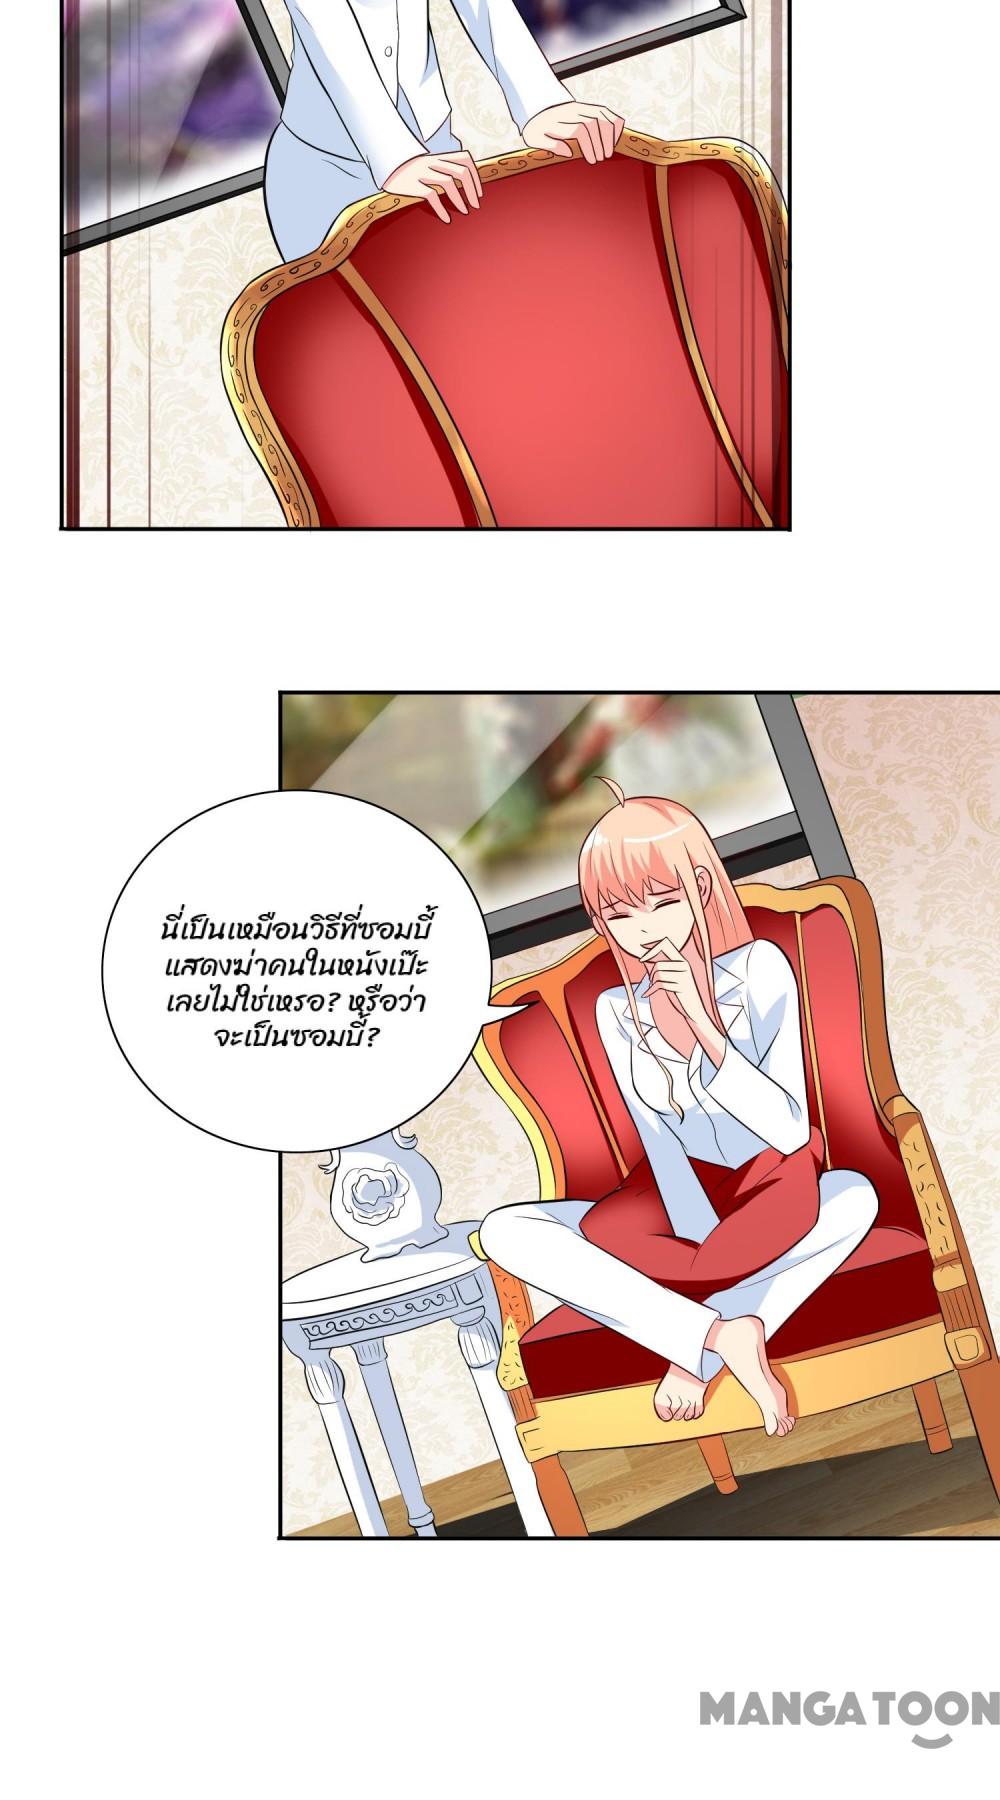 นี่เป็นเหมือนวิธีที่ซอมบี้
แสดงฆ่าคนในหนังเป๊ะ
เลยไม่ใช่เหรอ? หรือว่า
จะเป็นซอมบี้?
MANGATOON